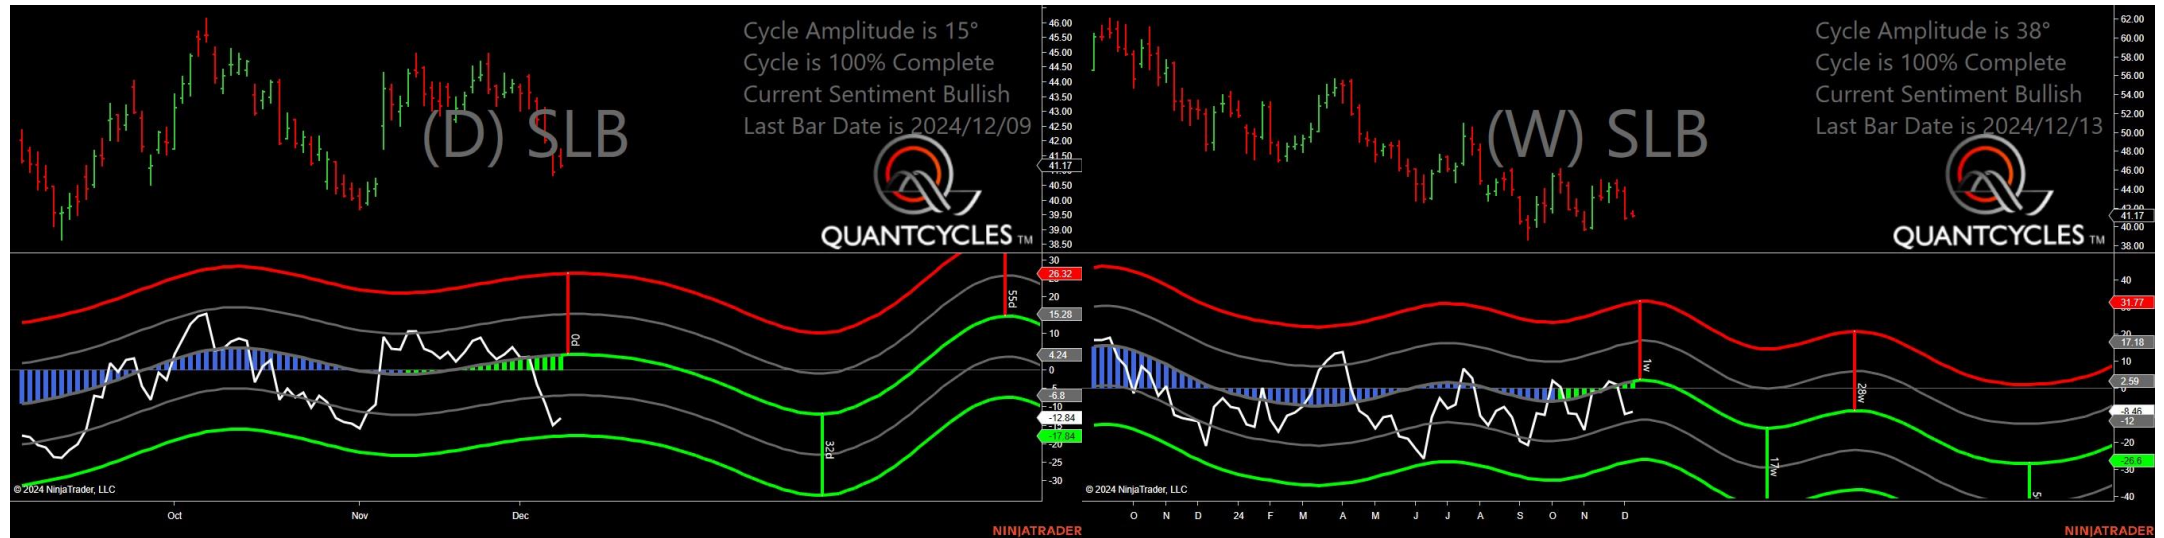 Cycle Amplitude is 15°
Cycle is 100% Complete
Current Sentiment Bullish
Last Bar Date is 2024/12/09
(D) SLB
QUANTCYCLES TM
46.00
45.50
45.00
44.50
44.00
43.50
43.00
42.50
42.00
41.50
41.17
40.50
40.00
39.50
39.00
38.50
30
26.32
20
15.28
10
4.24
0
-5
-6.8
-10
-12.84
-17.84
-20
-25
-30
0d
32d
55d
© 2024 NinjaTrader, LLC
Oct Nov Dec
NINJATRADER
Cycle Amplitude is 38°
Cycle is 100% Complete
Current Sentiment Bullish
Last Bar Date is 2024/12/13
(W) SLB
QUANTCYCLES TM
62.00
60.00
58.00
56.00
54.00
52.00
50.00
48.00
46.00
44.00
42.00
41.17
40.00
38.00
40
31.77
20
17.18
10
2.59
0
-8.46
-12
-20
-26.6
-30
-40
1w
17w
28w
© 2024 NinjaTrader, LLC
O N D 24 F M A M J J A S O N D
NINJATRADER